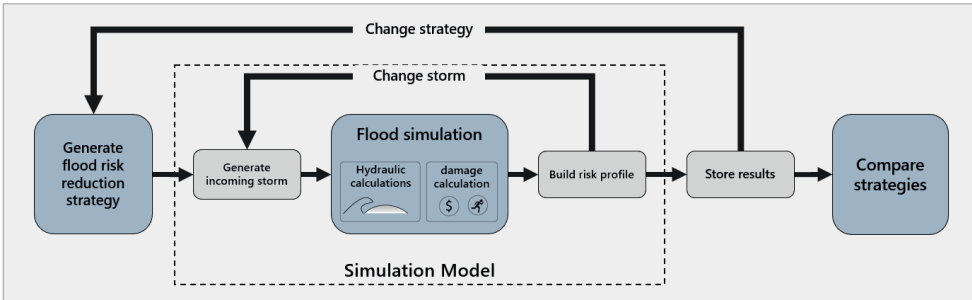 Change strategy
Change storm
Generate
flood risk
reduction
strategy
Generate
incoming storm
Flood simulation
Hydraulic
calculations
damage
calculation
$
Build risk profile
Store results
Compare
strategies
Simulation Model